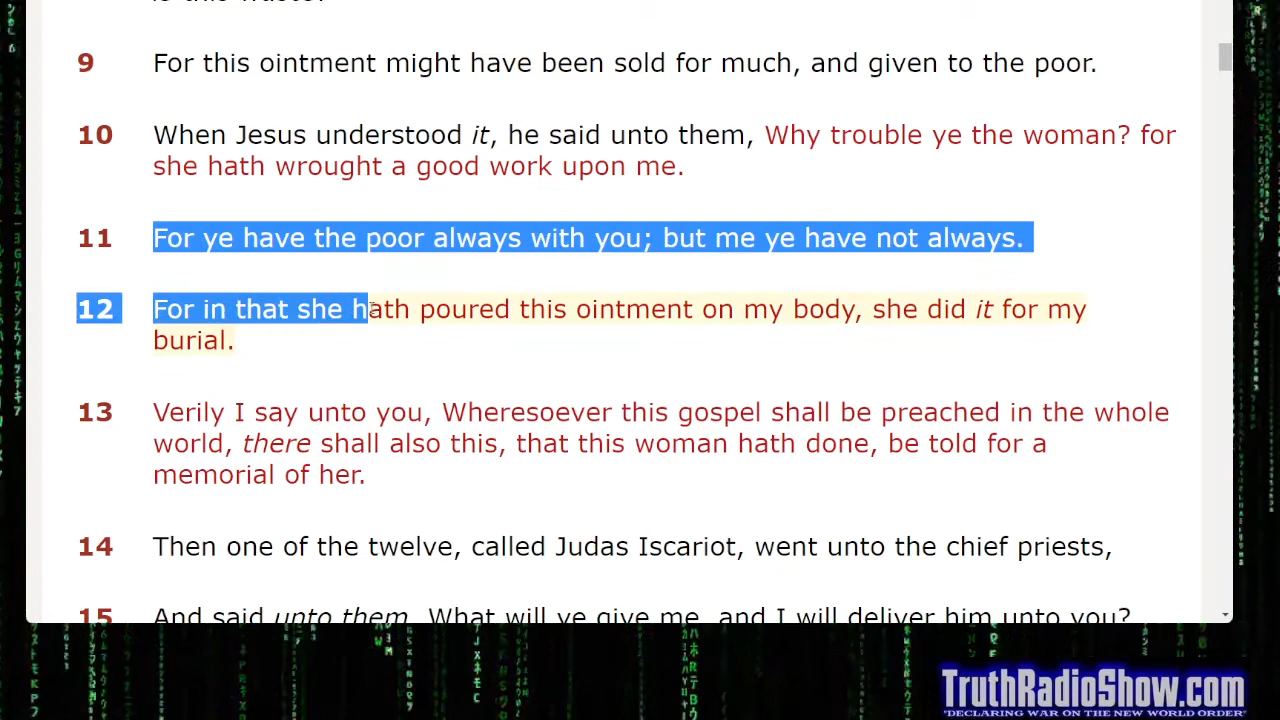 9 For this ointment might have been sold for much, and given to the poor.
10 When Jesus understood it, he said unto them, Why trouble ye the woman? for
she hath wrought a good work upon me.
11 For ye have the poor always with you; but me ye have not always.
12 For in that she hath poured this ointment on my body, she did it for my
burial.
13 Verily I say unto you, Wheresoever this gospel shall be preached in the whole
world, there shall also this, that this woman hath done, be told for a
memorial of her.
14 Then one of the twelve, called Judas Iscariot, went unto the chief priests,
15 And said unto them, What will ye give me, and I will deliver him unto you?
TruthRadioShow.com
"DECLARING WAR ON THE NEW WORLD ORDER"